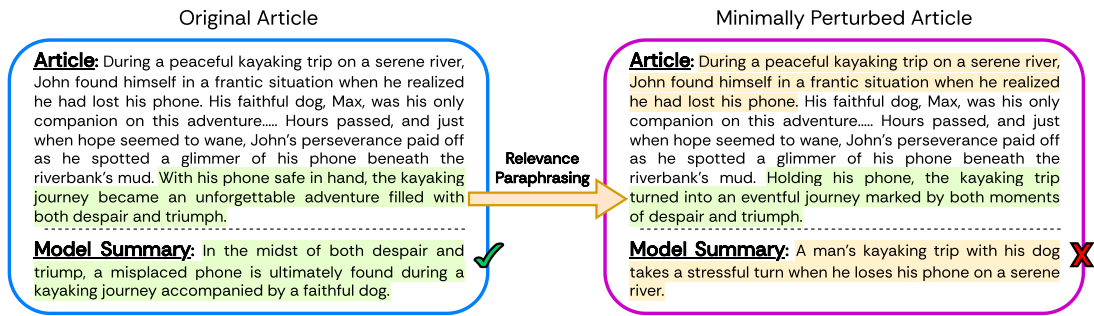 Original Article
Article: During a peaceful kayaking trip on a serene river,
John found himself in a frantic situation when he realized
he had lost his phone. His faithful dog, Max, was his only
companion on this adventure..... Hours passed, and just
when hope seemed to wane, John's perseverance paid off
as he spotted a glimmer of his phone beneath the
riverbank's mud. With his phone safe in hand, the kayaking
journey became an unforgettable adventure filled with
both despair and triumph.
Model Summary: In the midst of both despair and
triump, a misplaced phone is ultimately found during a
kayaking journey accompanied by a faithful dog.
Relevance
Paraphrasing
Minimally Perturbed Article
Article: During a peaceful kayaking trip on a serene river,
John found himself in a frantic situation when he realized
he had lost his phone. His faithful dog, Max, was his only
companion on this adventure..... Hours passed, and just
when hope seemed to wane, John's perseverance paid off
as he spotted a glimmer of his phone beneath the
riverbank's mud. Holding his phone, the kayaking trip
turned into an eventful journey marked by both moments
of despair and triumph.
Model Summary: A man's kayaking trip with his dog
takes a stressful turn when he loses his phone on a serene
river.
X